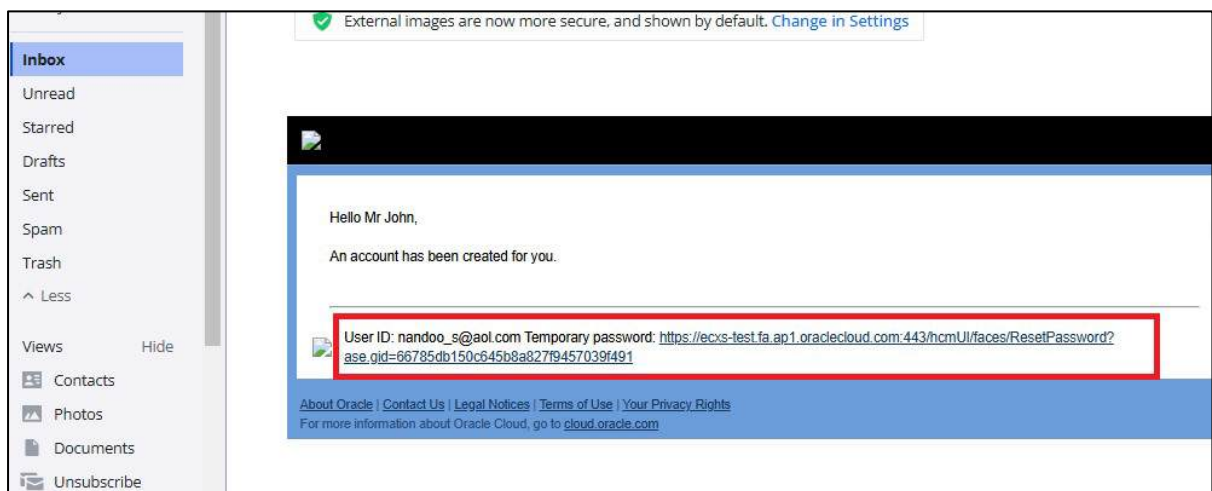 External images are now more secure, and shown by default. Change in Settings
Inbox
Unread
Starred
Drafts
Sent
Spam
Trash
Less
Views Hide
Contacts
Photos
Documents
Unsubscribe
Hello Mr John,
An account has been created for you.
User ID: nandoo_s@aol.com Temporary password: https://ecxs-test.fa.ap1.oraclecloud.com:443/hcmUI/faces/ResetPassword?
ase.gid=66785db150c645b8a827f9457039f491
About Oracle | Contact Us | Legal Notices | Terms of Use | Your Privacy Rights
For more information about Oracle Cloud, go to cloud.oracle.com